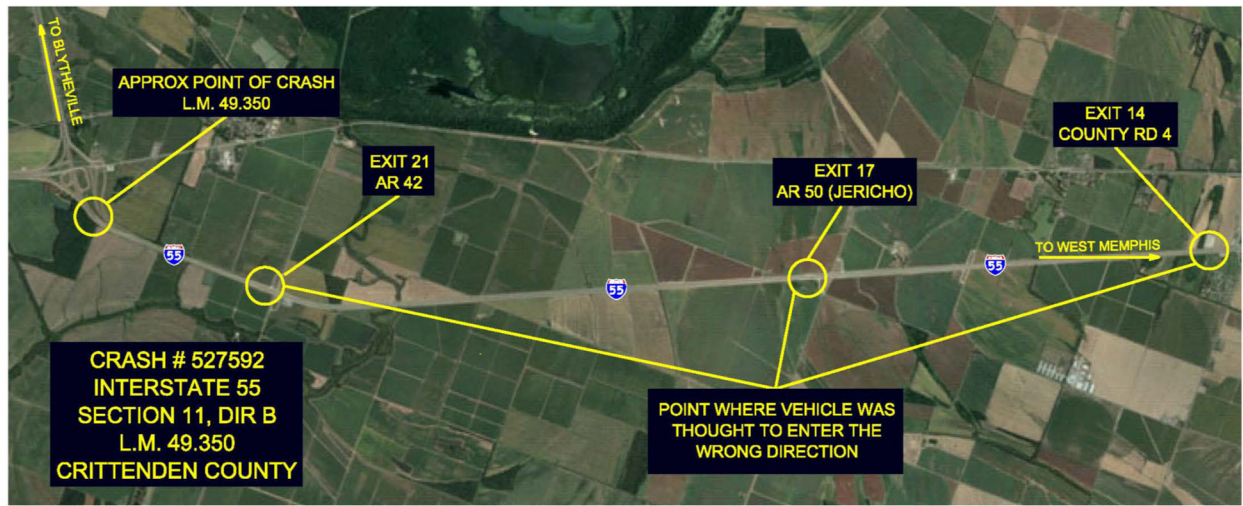 TO BLYTHEVILLE
APPROX POINT OF CRASH
L.M. 49.350
EXIT 21
AR 42
EXIT 17
AR 50 (JERICHO)
EXIT 14
COUNTY RD 4
55
55
55
TO WEST MEMPHIS
CRASH # 527592
INTERSTATE 55
SECTION 11, DIR B
L.M. 49.350
CRITTENDEN COUNTY
POINT WHERE VEHICLE WAS
THOUGHT TO ENTER THE
WRONG DIRECTION